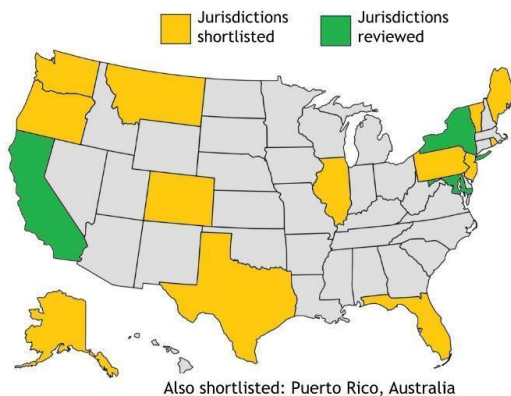 Jurisdictions shortlisted
Jurisdictions reviewed
Also shortlisted: Puerto Rico, Australia